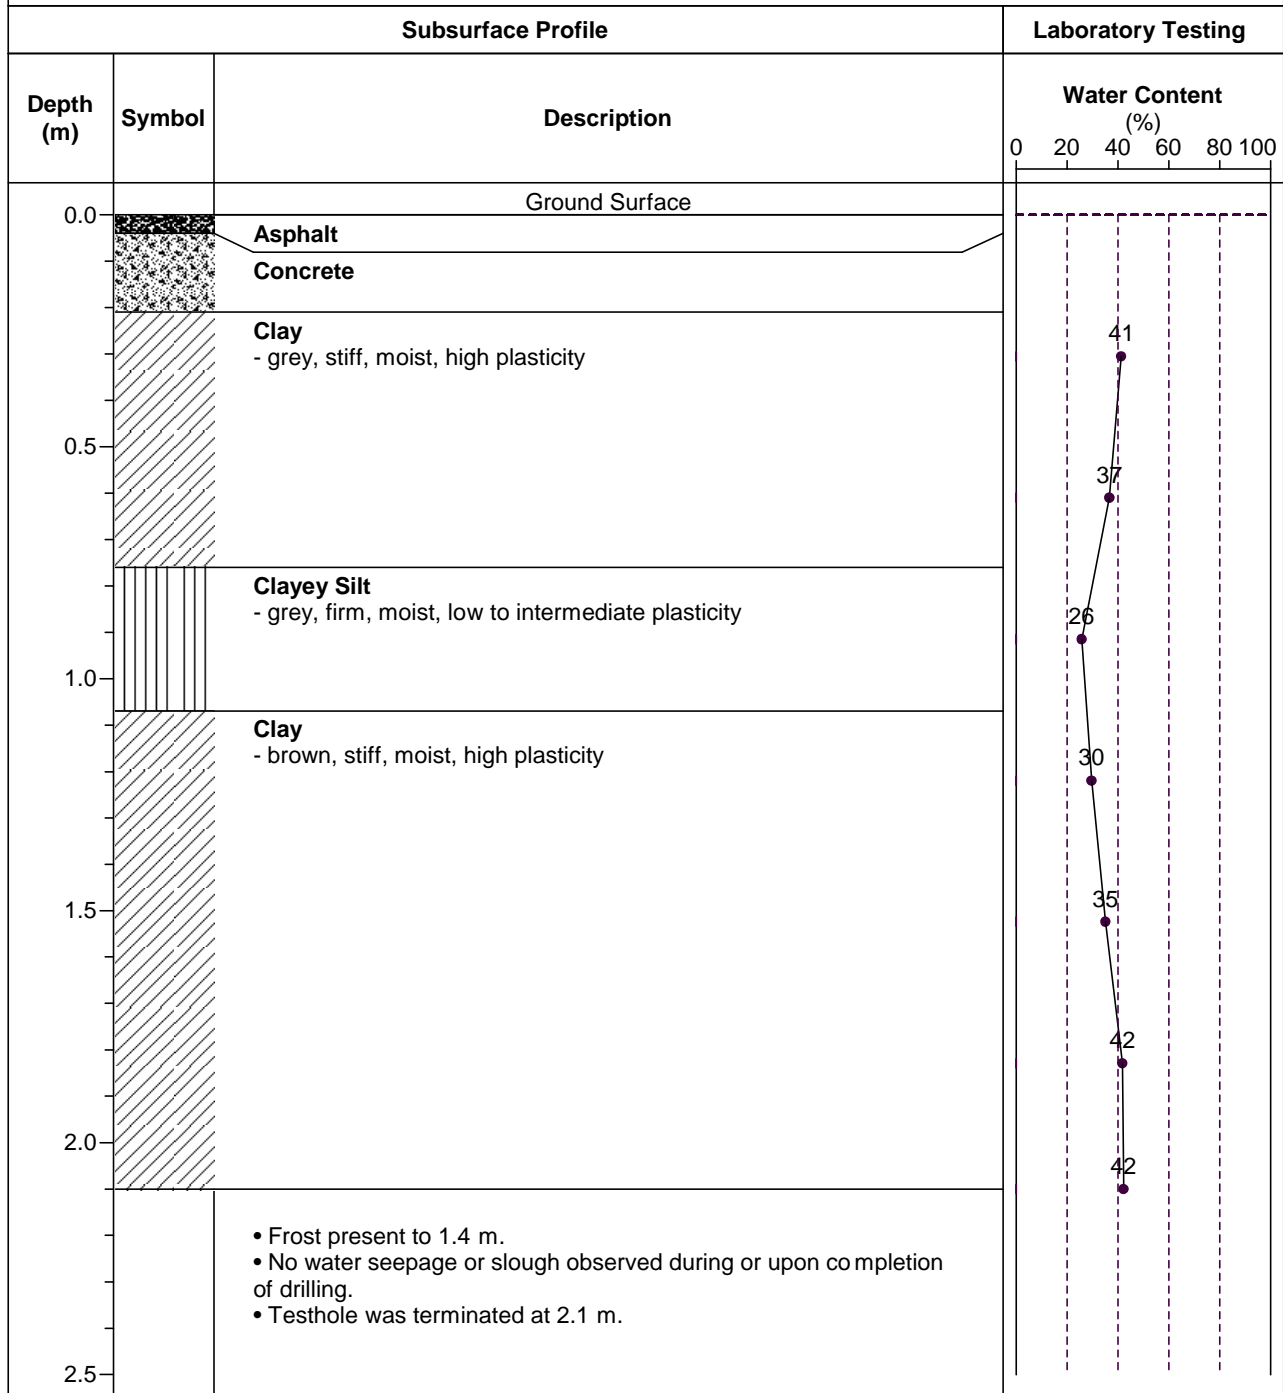 Subsurface Profile
Laboratory Testing
Depth
(m)
Symbol
Description
Water Content
(%)
0 20 40 60 80 100
Ground Surface
0.0
Asphalt
Concrete
Clay
- grey, stiff, moist, high plasticity
41
0.5
37
Clayey Silt
- grey, firm, moist, low to intermediate plasticity
26
1.0
Clay
- brown, stiff, moist, high plasticity
30
35
1.5
42
2.0
42
• Frost present to 1.4 m.
• No water seepage or slough observed during or upon completion
of drilling.
• Testhole was terminated at 2.1 m.
2.5